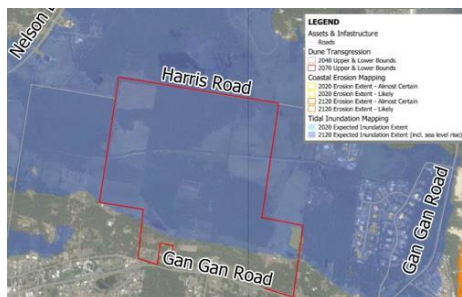 Nelson
Harris Road
Gan Gan Road
Gan Gan Road
LEGEND
Assets & Infastructure
Roads
Dune Transgression
2040 Upper & Lower Bounds
2070 Upper & Lower Bounds
Coastal Erosion Mapping
2020 Erosion Extent - Almost Certain
2020 Erosion Extent - Likely
2120 Erosion Extent - Almost Certain
2120 Erosion Extent - Likely
Tidal Inundation Mapping
2020 Expected Inundation Extent
2120 Expected Inundation Extent (incl. sea level rise)